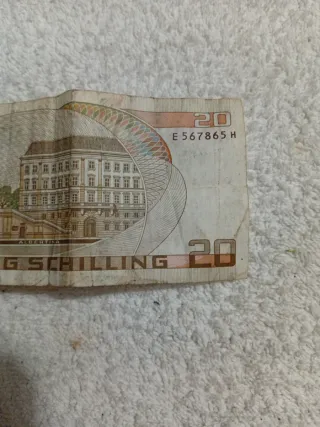 20
E 567865 H
ALBERTINA
G SCHILLING 20